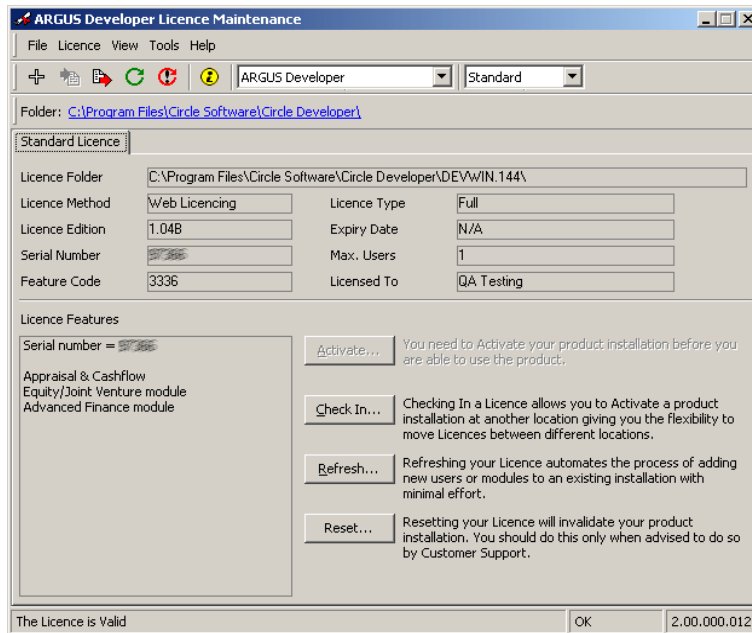 ARGUS Developer Licence Maintenance
File Licence View Tools Help
ARGUS Developer Standard
Folder: C:\Program Files\Circle Software\Circle Developer\
Standard Licence
Licence Folder C:\Program Files\Circle Software\Circle Developer\DEVWIN.144\
Licence Method Web Licencing Licence Type Full
Licence Edition 1.04B Expiry Date N/A
Serial Number Max. Users 1
Feature Code 3336 Licensed To QA Testing
Licence Features
Serial number =
Appraisal & Cashflow
Equity/Joint Venture module
Advanced Finance module
Activate... You need to Activate your product installation before you
are able to use the product.
Check In... Checking In a Licence allows you to Activate a product
installation at another location giving you the flexibility to
move Licences between different locations.
Refresh... Refreshing your Licence automates the process of adding
new users or modules to an existing installation with
minimal effort.
Reset... Resetting your Licence will invalidate your product
installation. You should do this only when advised to do so
by Customer Support.
The Licence is Valid OK 2.00.000.012